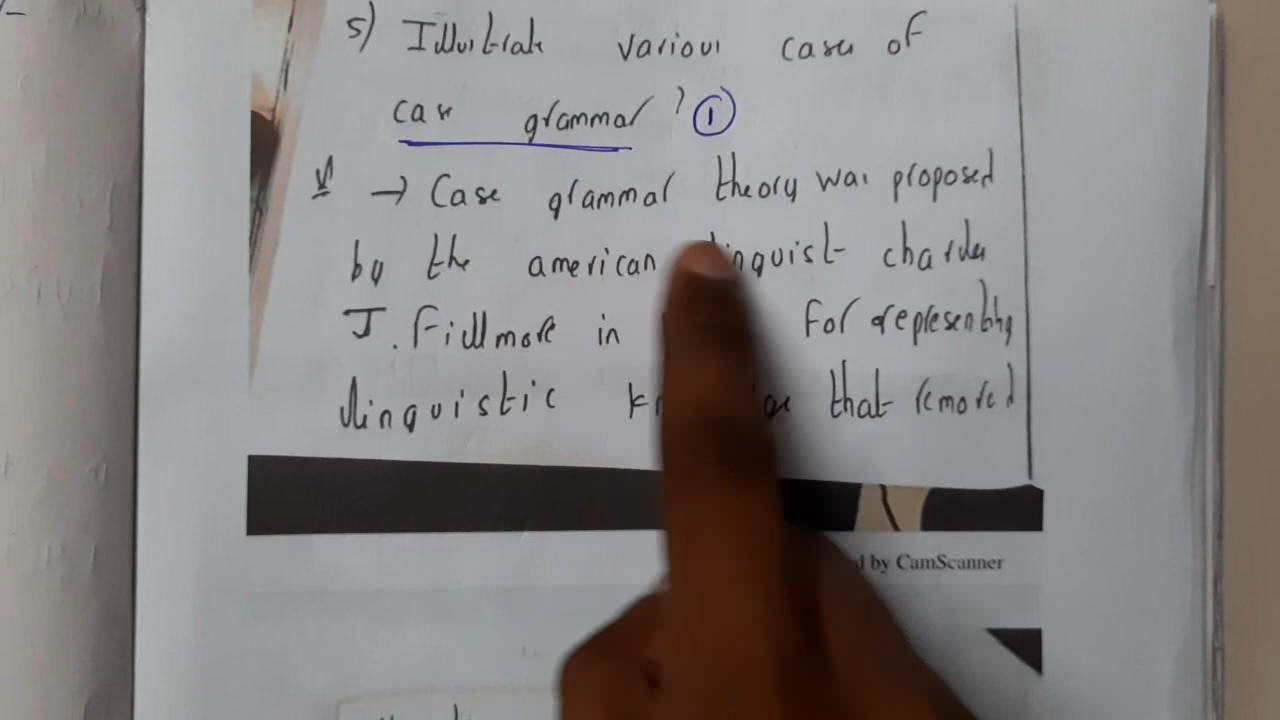 5) Illustrate various case of
case grammar? ①
→ Case grammar theory was proposed
by the american linguist charles
J. Fillmore in For representing
linguistic that removed
d by CamScanner